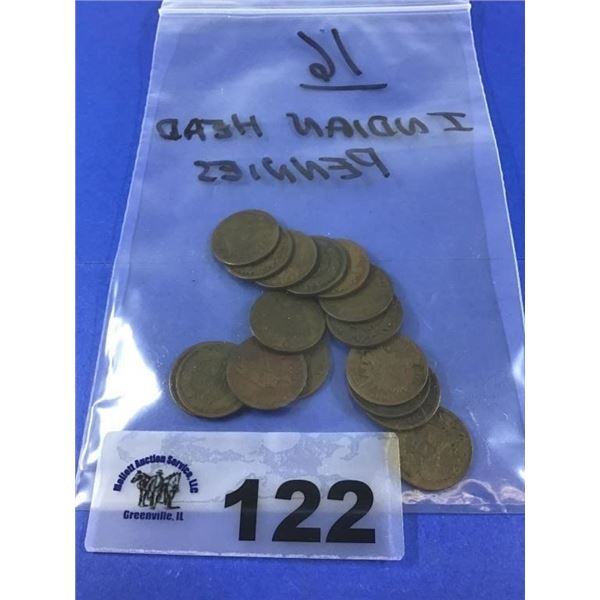 16
INDIAN HEAD
PENNIES
Mollett Auction Service, LLC
Greenville, IL
122